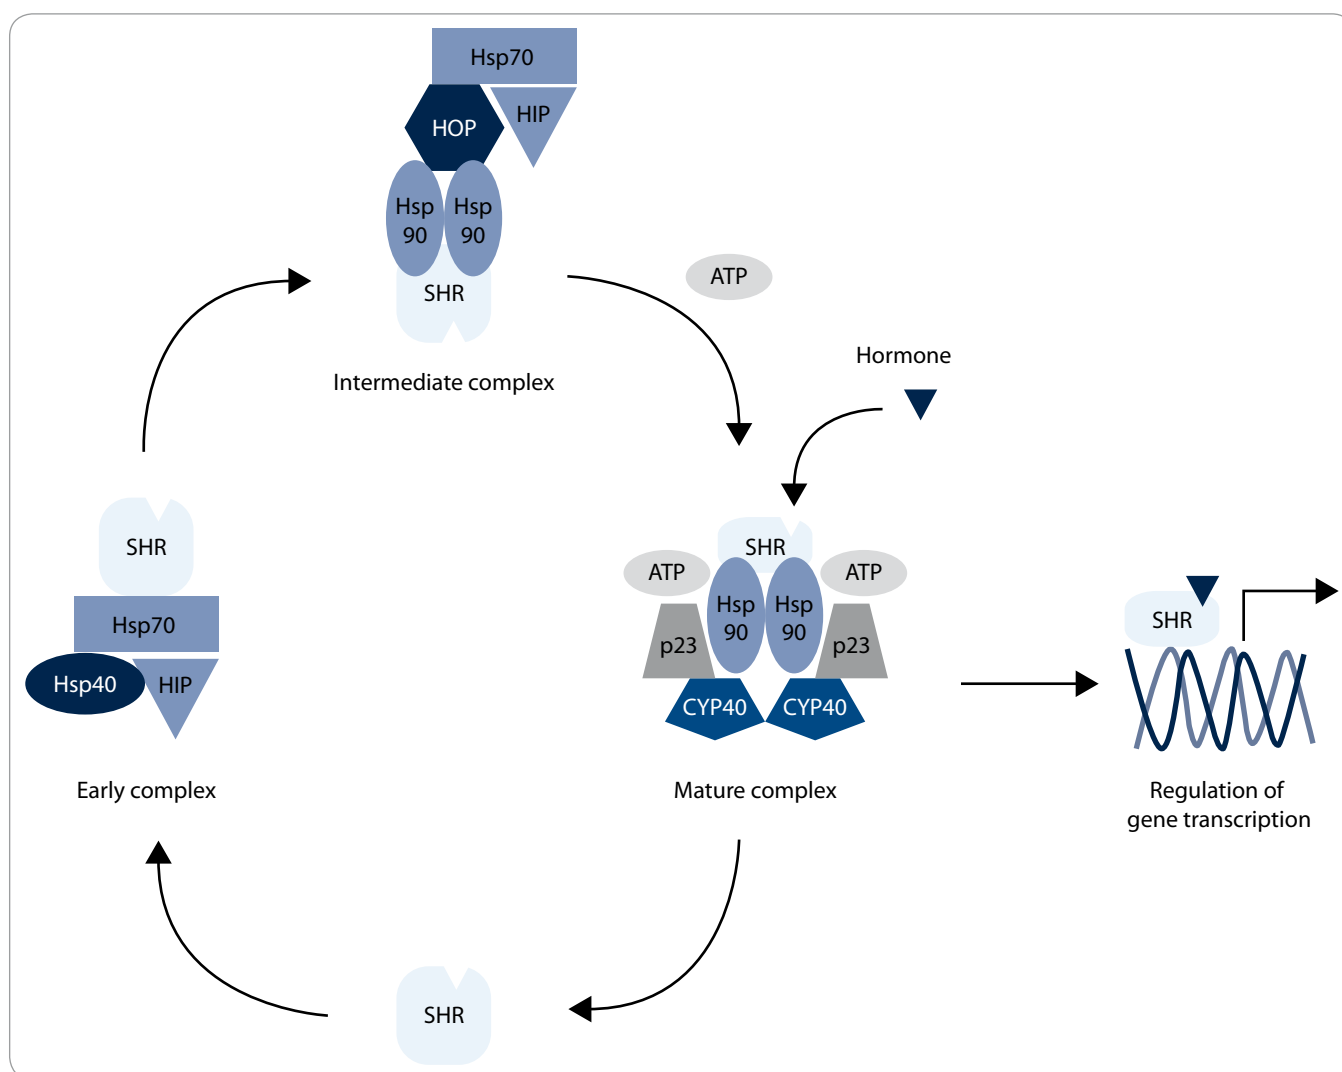 Hsp70
HOP
HIP
Hsp
90
Hsp
90
SHR
Intermediate complex
ATP
Hormone
SHR
Hsp70
Hsp40
HIP
Early complex
SHR
ATP
ATP
Hsp
90
Hsp
90
p23
p23
CYP40
CYP40
Mature complex
SHR
Regulation of
gene transcription
SHR